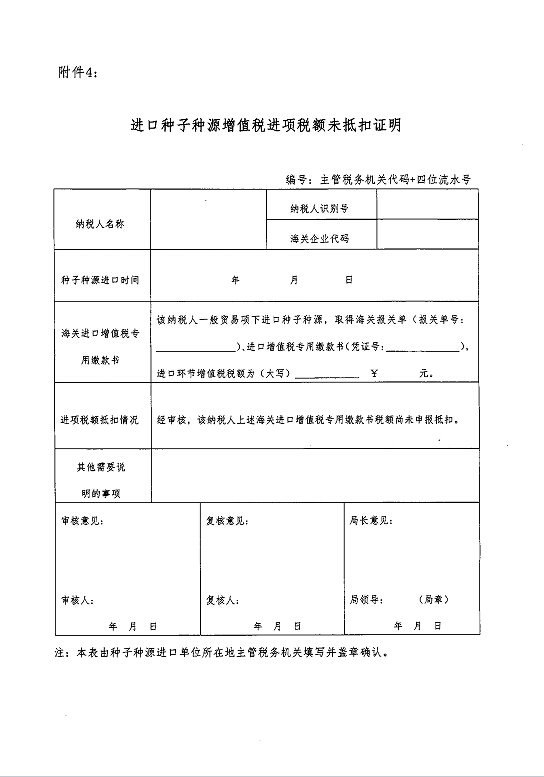 附件4：
进口种子种源增值税进项税额未抵扣证明
编号：主管税务机关代码+四位流水号
纳税人名称
纳税人识别号
海关企业代码
种子种源进口时间
年 月 日
海关进口增值税专
用缴款书
该纳税人一般贸易项下进口种子种源，取得海关报关单（报关单号：
____________）、进口增值税专用缴款书（凭证号：____________），
进口环节增值税税额为（大写）__________ ￥ 元。
进项税额抵扣情况
经审核，该纳税人上述海关进口增值税专用缴款书税额尚未申报抵扣。
其他需要说
明的事项
审核意见：
审核人：
年 月 日
复核意见：
复核人：
年 月 日
局长意见：
局领导： （局章）
年 月 日
注：本表由种子种源进口单位所在地主管税务机关填写并盖章确认。